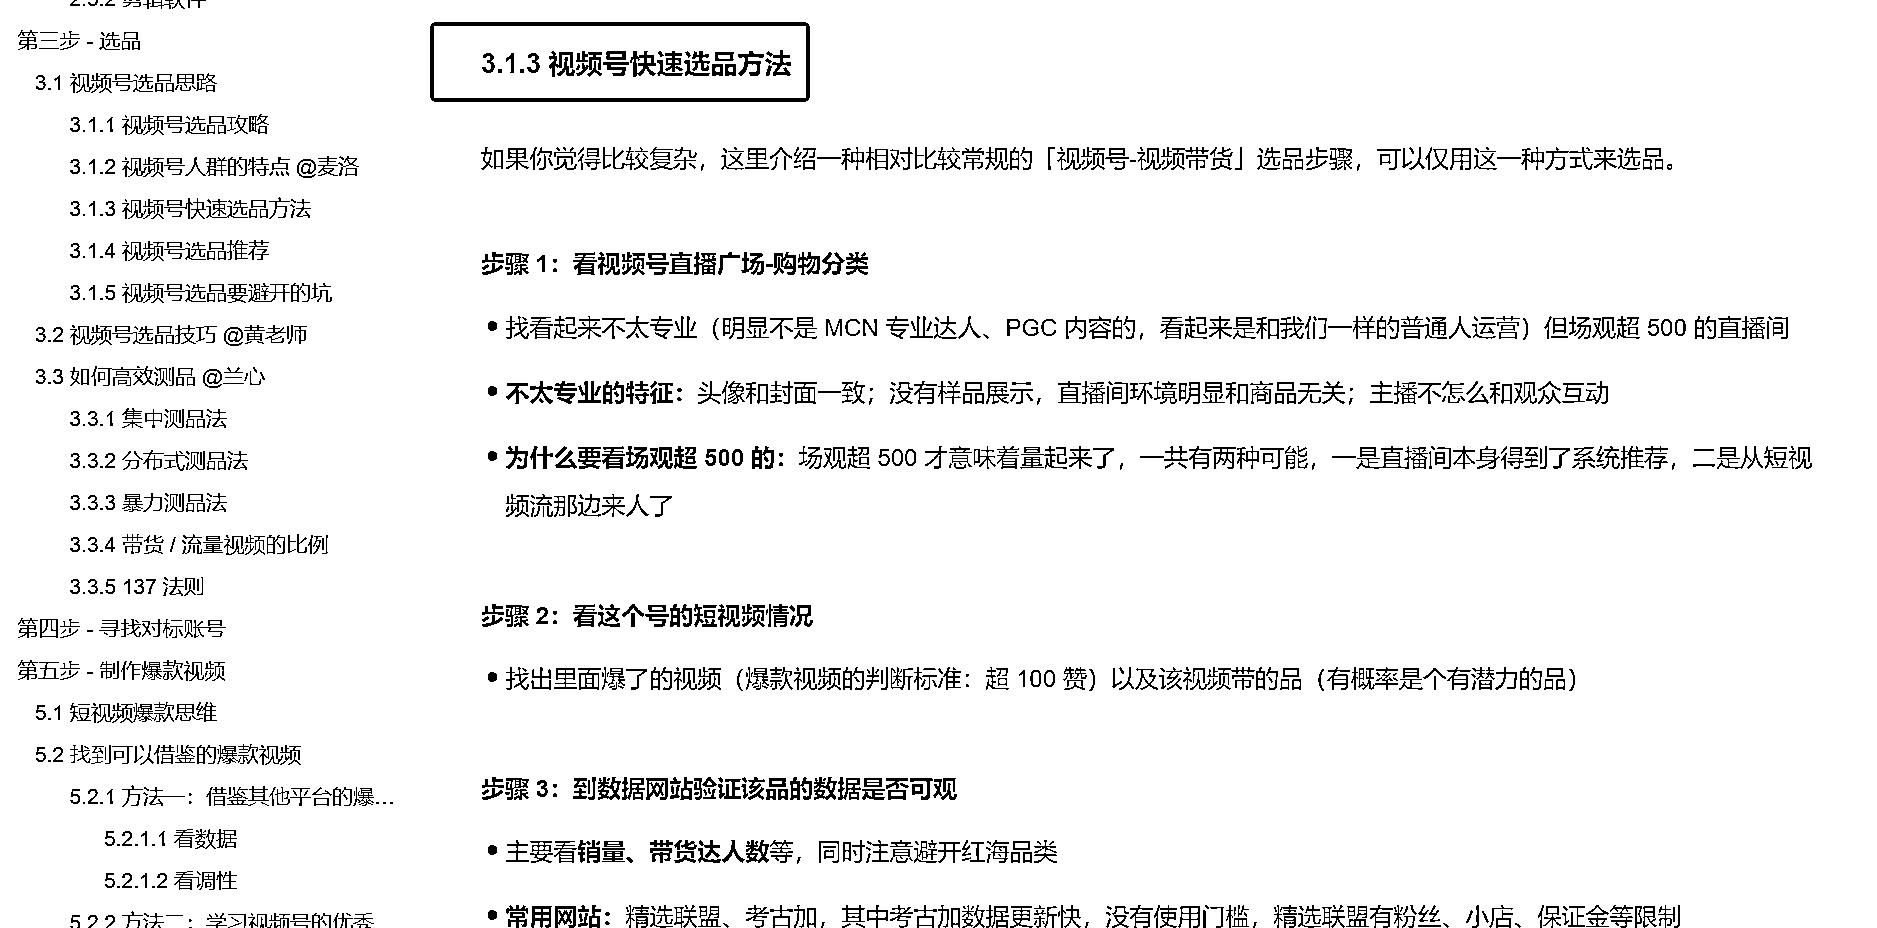 2.5.2 剪辑软件
第三步 - 选品
3.1 视频号选品思路
3.1.1 视频号选品攻略
3.1.2 视频号人群的特点 @麦洛
3.1.3 视频号快速选品方法
3.1.4 视频号选品推荐
3.1.5 视频号选品要避开的坑
3.2 视频号选品技巧 @黄老师
3.3 如何高效测品 @兰心
3.3.1 集中测品法
3.3.2 分布式测品法
3.3.3 暴力测品法
3.3.4 带货 / 流量视频的比例
3.3.5 137 法则
第四步 - 寻找对标账号
第五步 - 制作爆款视频
5.1 短视频爆款思维
5.2 找到可以借鉴的爆款视频
5.2.1 方法一：借鉴其他平台的爆...
5.2.1.1 看数据
5.2.1.2 看调性
5.2.2 方法二：学习视频号的优秀
3.1.3 视频号快速选品方法
如果你觉得比较复杂，这里介绍一种相对比较常规的「视频号-视频带货」选品步骤，可以仅用这一种方式来选品。
步骤 1：看视频号直播广场-购物分类
• 找看起来不太专业（明显不是 MCN 专业达人、PGC 内容的，看起来是和我们一样的普通人运营）但场观超 500 的直播间
• 不太专业的特征：头像和封面一致；没有样品展示，直播间环境明显和商品无关；主播不怎么和观众互动
• 为什么要看场观超 500 的：场观超 500 才意味着量起来了，一共有两种可能，一是直播间本身得到了系统推荐，二是从短视
频流那边来人了
步骤 2：看这个号的短视频情况
• 找出里面爆了的视频（爆款视频的判断标准：超 100 赞）以及该视频带的品（有概率是个有潜力的品）
步骤 3：到数据网站验证该品的数据是否可观
• 主要看销量、带货达人数等，同时注意避开红海品类
• 常用网站：精选联盟、考古加，其中考古加数据更新快，没有使用门槛，精选联盟有粉丝、小店、保证金等限制